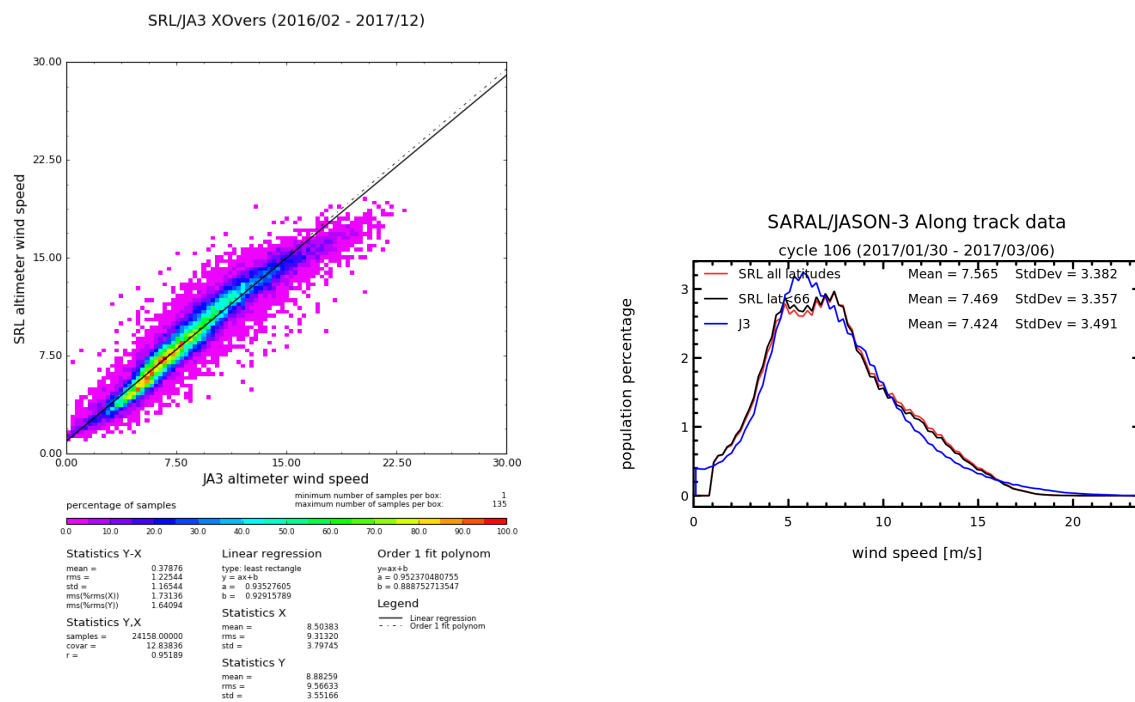 SRL/JA3 XOvers (2016/02 - 2017/12)
30.00
22.50
15.00
7.50
0.00
SRL altimeter wind speed
0.00 7.50 15.00 22.50 30.00
JA3 altimeter wind speed
percentage of samples
minimum number of samples per box: 1
maximum number of samples per box: 135
0.0 10.0 20.0 30.0 40.0 50.0 60.0 70.0 80.0 90.0 100.0
Statistics Y-X
mean = 0.37876
rms = 1.22544
std = 1.16544
rms(%rms(X)) 1.73136
rms(%rms(Y)) 1.64094
Statistics Y,X
samples = 24158.00000
covar = 12.83836
r = 0.95189
Linear regression
type: least rectangle
y = ax+b
a = 0.93527605
b = 0.92915789
Statistics X
mean = 8.50383
rms = 9.31320
std = 3.79745
Statistics Y
mean = 8.88259
rms = 9.56633
std = 3.55166
Order 1 fit polynom
y=ax+b
a = 0.952370480755
b = 0.888752713547
Legend
Linear regression
Order 1 fit polynom
SARAL/JASON-3 Along track data
cycle 106 (2017/01/30 - 2017/03/06)
SRL all latitudes Mean = 7.565 StdDev = 3.382
SRL lat<66 Mean = 7.469 StdDev = 3.357
J3 Mean = 7.424 StdDev = 3.491
3
2
1
0
population percentage
0 5 10 15 20
wind speed [m/s]